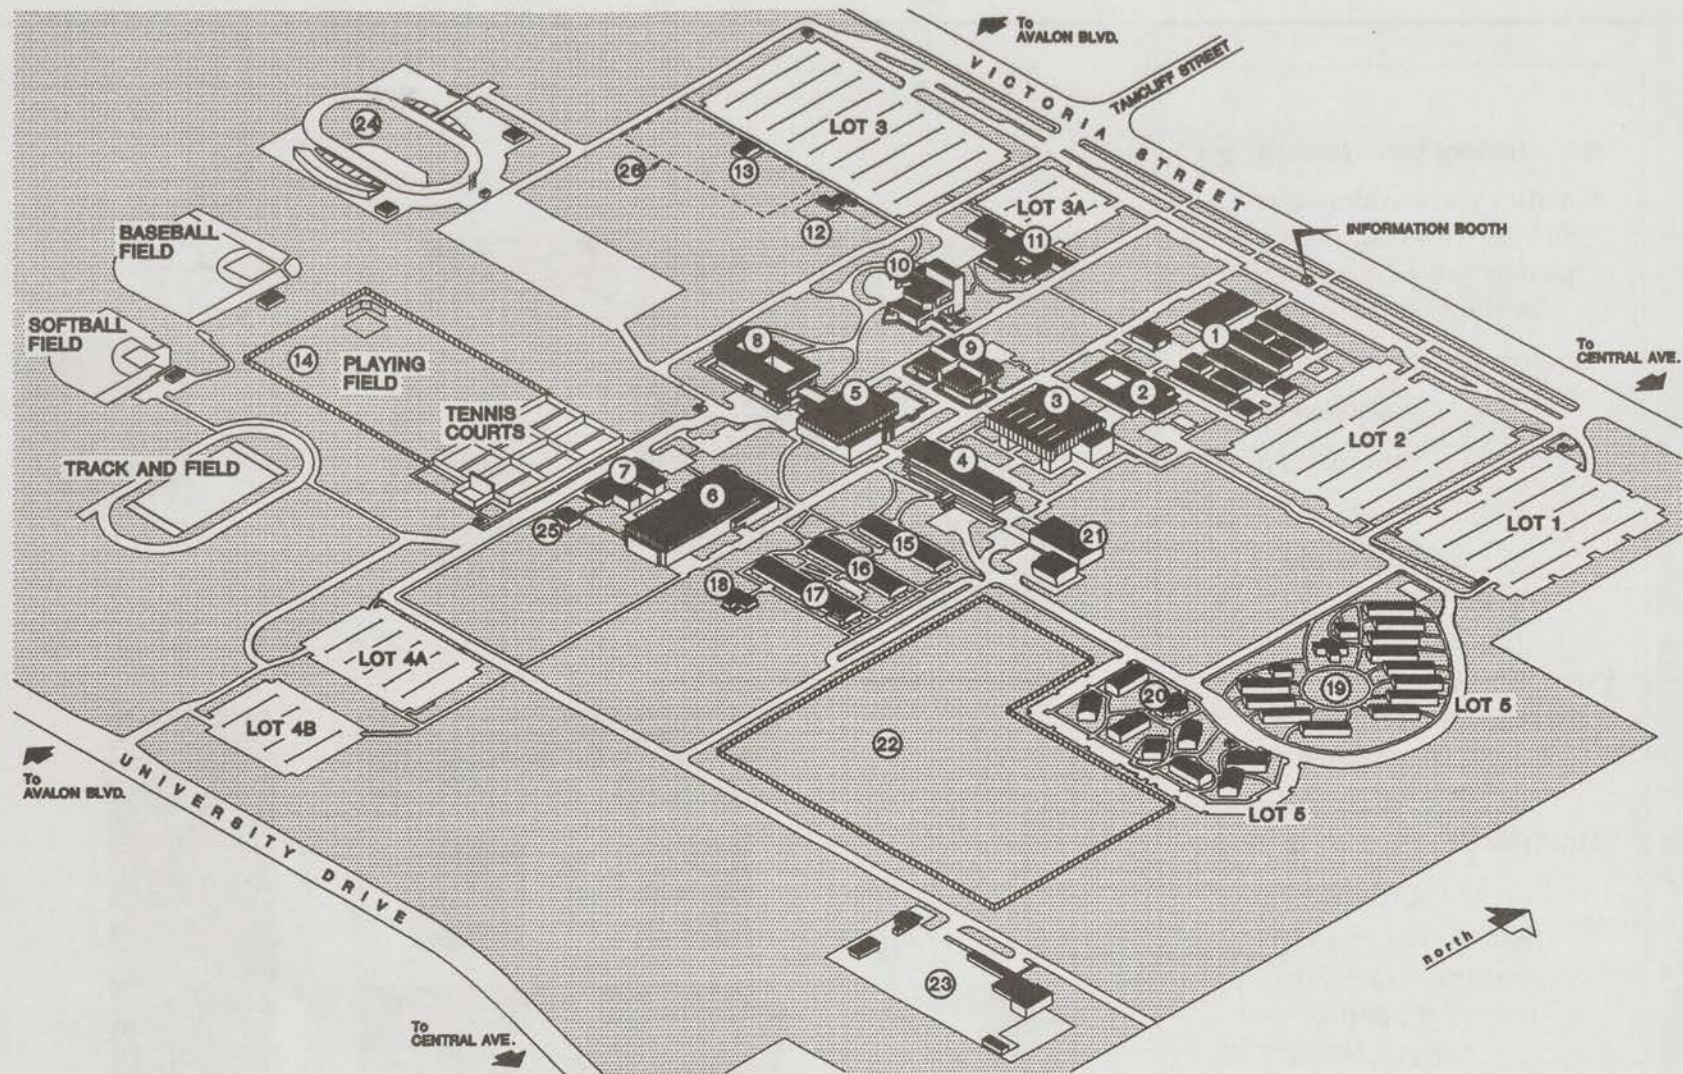 To
AVALON BLVD.
VICTORIA STREET
TAMCLIFF STREET
24
LOT 3
26
13
LOT 3A
12
11
INFORMATION BOOTH
BASEBALL
FIELD
10
SOFTBALL
FIELD
14
PLAYING
FIELD
8
9
1
To
CENTRAL AVE.
5
3
2
TENNIS
COURTS
LOT 2
TRACK AND FIELD
7
4
6
25
LOT 1
21
15
16
18
17
LOT 4A
20
19
LOT 5
LOT 4B
22
To
AVALON BLVD.
LOT 5
UNIVERSITY DRIVE
north
23
To
CENTRAL AVE.